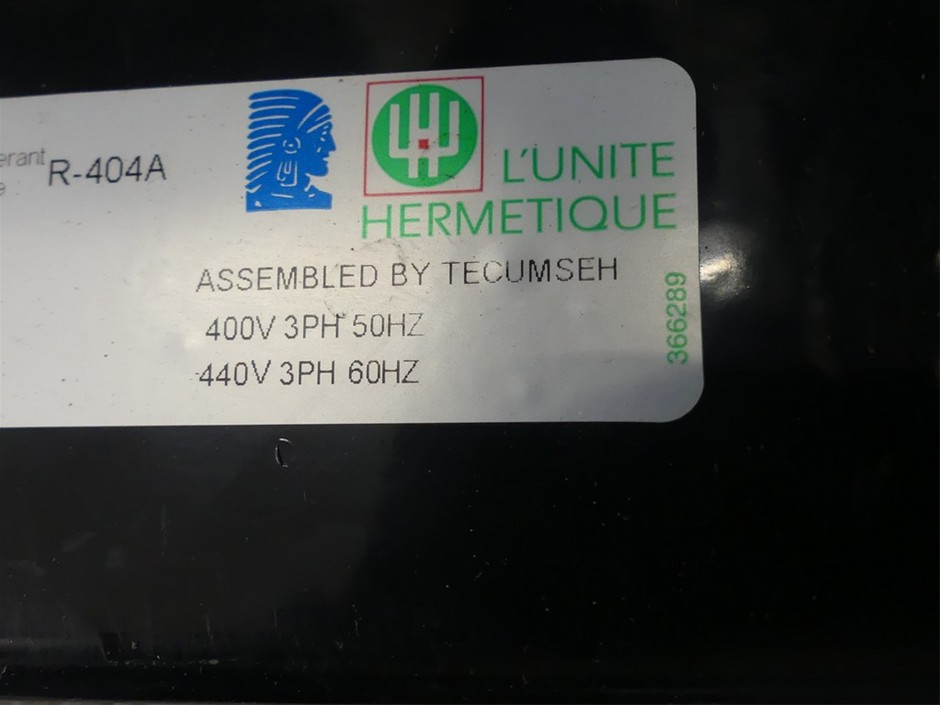 R-404A
L'UNITE
HERMETIQUE
ASSEMBLED BY TECUMSEH
400V 3PH 50HZ
440V 3PH 60HZ
366289